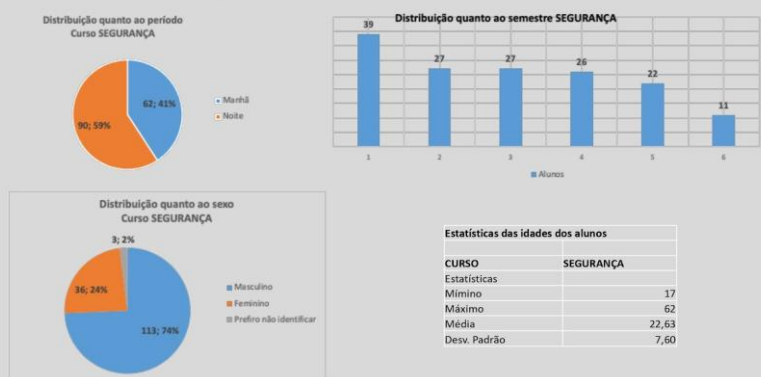 Distribuição quanto ao período
Curso SEGURANÇA
62; 41%
90; 59%
Manhã
Noite
Distribuição quanto ao semestre SEGURANÇA
39
27
27
26
22
11
1 2 3 4 5 6
Alunos
Distribuição quanto ao sexo
Curso SEGURANÇA
3; 2%
36; 24%
113; 74%
Masculino
Feminino
Prefiro não identificar
Estatísticas das idades dos alunos
CURSO SEGURANÇA
Estatísticas
Mímino 17
Máximo 62
Média 22,63
Desv. Padrão 7,60